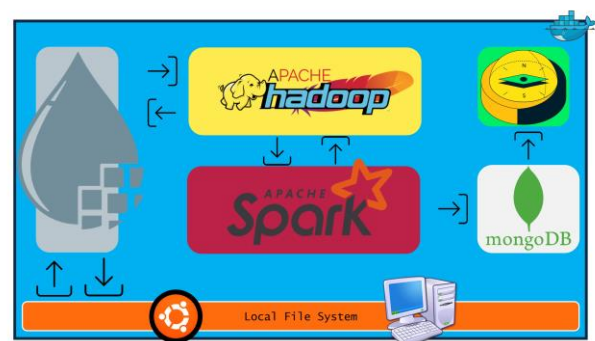 APACHE
hadoop
APACHE
Spark
mongoDB
Local File System